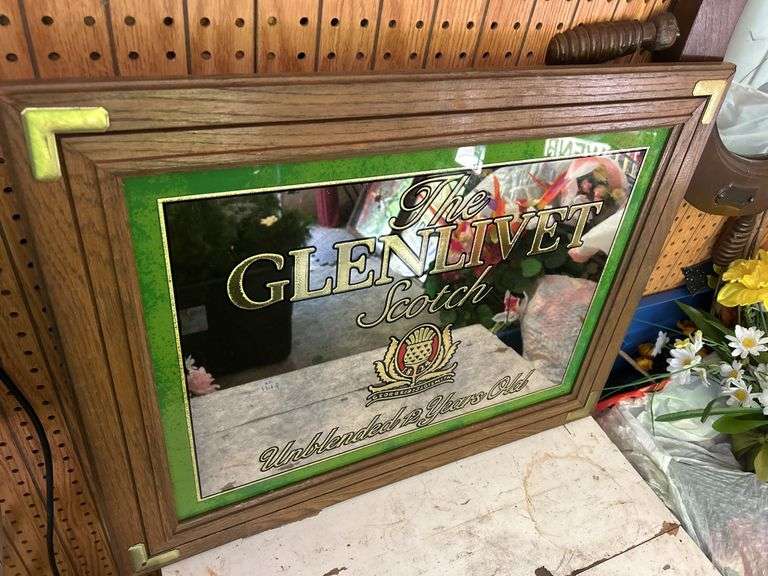 The
GLENLIVET
Scotch
Unblended 12 Years Old